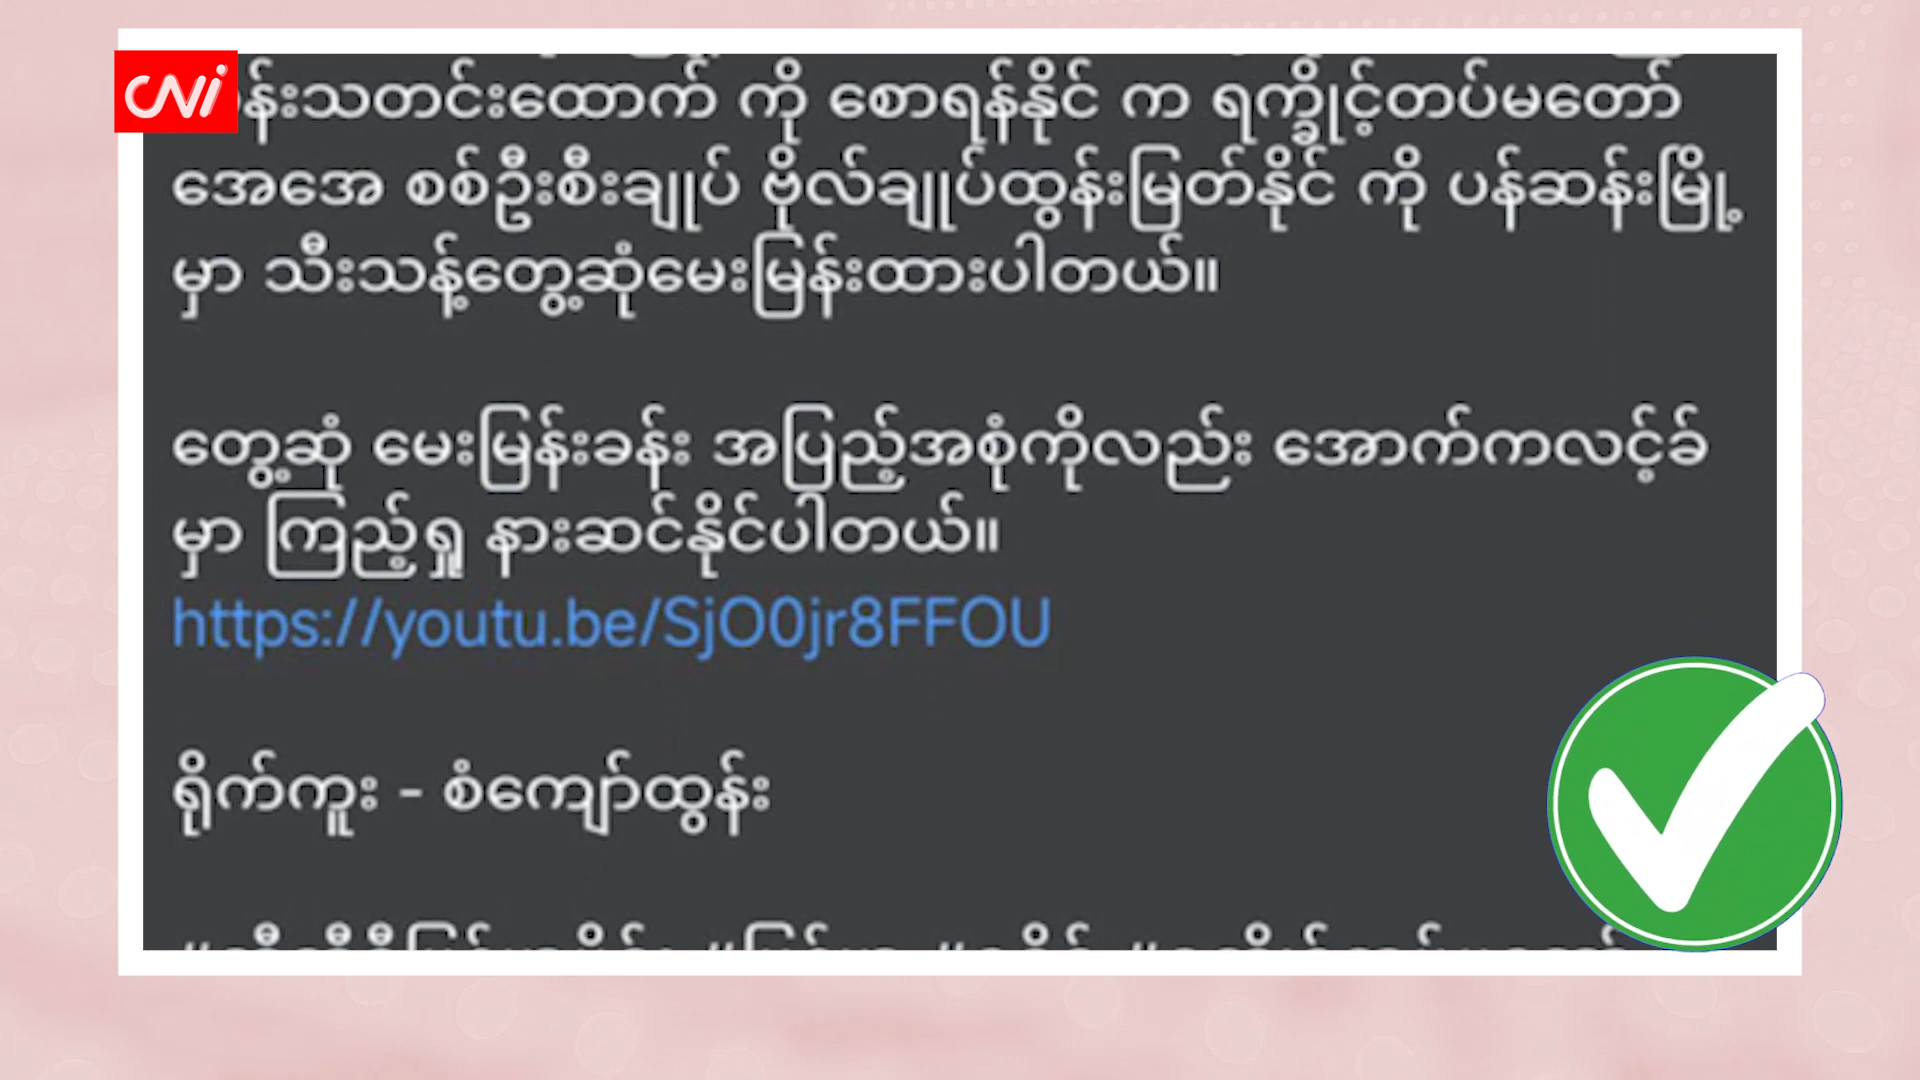 CNi
န်းသတင်းထောက် ကို စောရန်နိုင် က ရက္ခိုင့်တပ်မတော်
အေအေ စစ်ဦးစီးချုပ် ဗိုလ်ချုပ်ထွန်းမြတ်နိုင် ကို ပန်ဆန်းမြို့
မှာ သီးသန့်တွေ့ဆုံမေးမြန်းထားပါတယ်။
တွေ့ဆုံ မေးမြန်းခန်း အပြည့်အစုံကိုလည်း အောက်ကလင့်ခ်
မှာ ကြည့်ရှု နားဆင်နိုင်ပါတယ်။
https://youtu.be/SjO0jr8FFOU
ရိုက်ကူး - စံကျော်ထွန်း